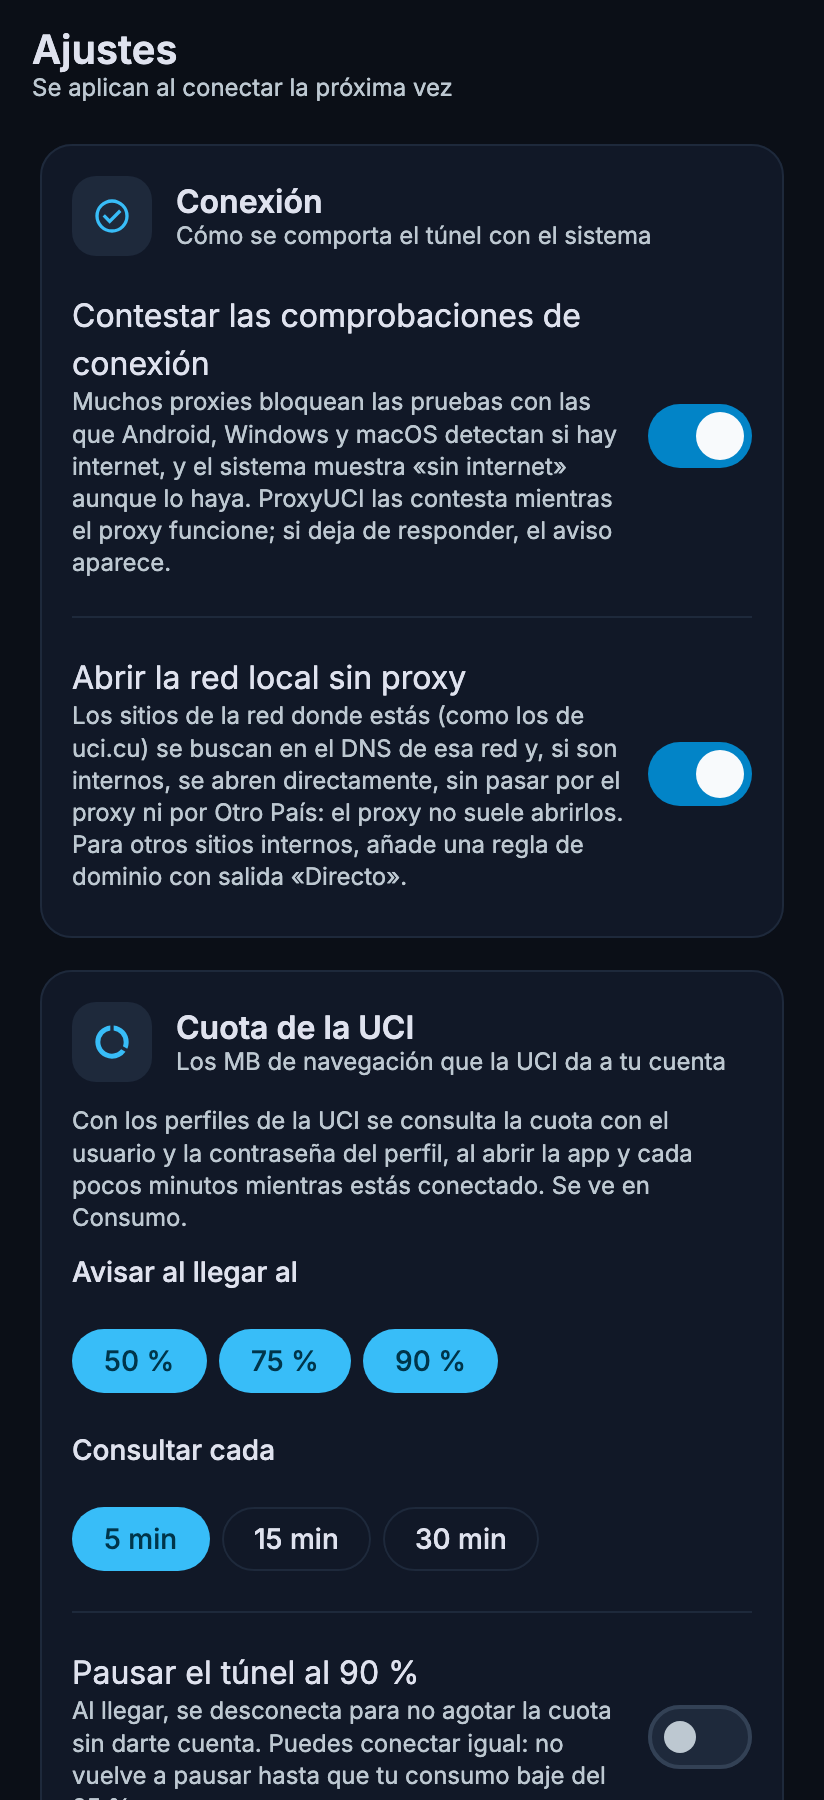 Ajustes
Se aplican al conectar la próxima vez
Conexión
Cómo se comporta el túnel con el sistema
Contestar las comprobaciones de
conexión
Muchos proxies bloquean las pruebas con las
que Android, Windows y macOS detectan si hay
internet, y el sistema muestra «sin internet»
aunque lo haya. ProxyUCI las contesta mientras
el proxy funcione; si deja de responder, el aviso
aparece.
Abrir la red local sin proxy
Los sitios de la red donde estás (como los de
uci.cu) se buscan en el DNS de esa red y, si son
internos, se abren directamente, sin pasar por el
proxy ni por Otro País: el proxy no suele abrirlos.
Para otros sitios internos, añade una regla de
dominio con salida «Directo».
Cuota de la UCI
Los MB de navegación que la UCI da a tu cuenta
Con los perfiles de la UCI se consulta la cuota con el
usuario y la contraseña del perfil, al abrir la app y cada
pocos minutos mientras estás conectado. Se ve en
Consumo.
Avisar al llegar al
50 %
75 %
90 %
Consultar cada
5 min
15 min
30 min
Pausar el túnel al 90 %
Al llegar, se desconecta para no agotar la cuota
sin darte cuenta. Puedes conectar igual: no
vuelve a pausar hasta que tu consumo baje del